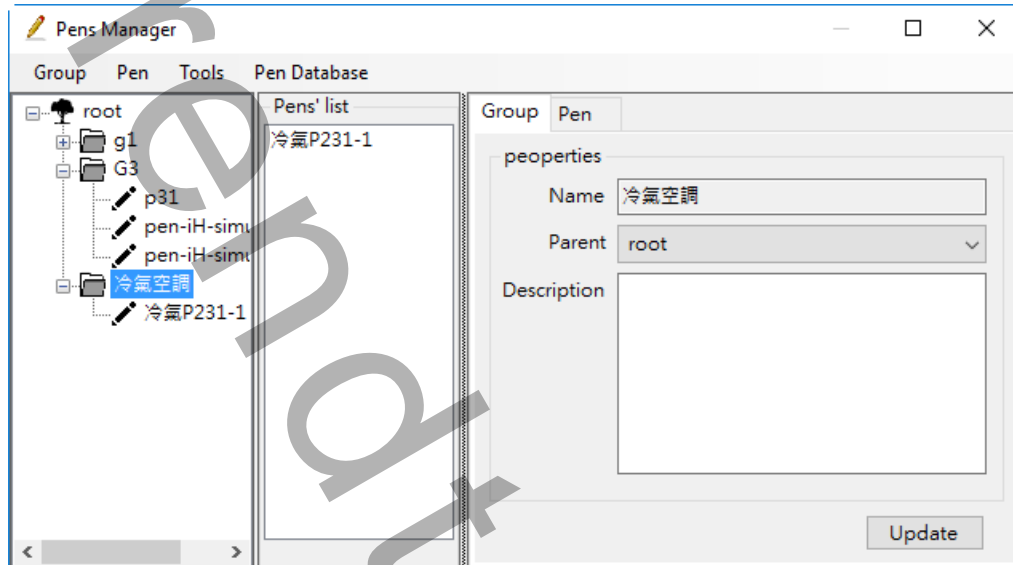 Pens Manager
Group Pen Tools Pen Database
root
g1
G3
p31
pen-iH-simu
pen-iH-simu
冷氣空調
冷氣P231-1
Pens' list
冷氣P231-1
Group Pen
peoperties
Name 冷氣空調
Parent root
Description
Update